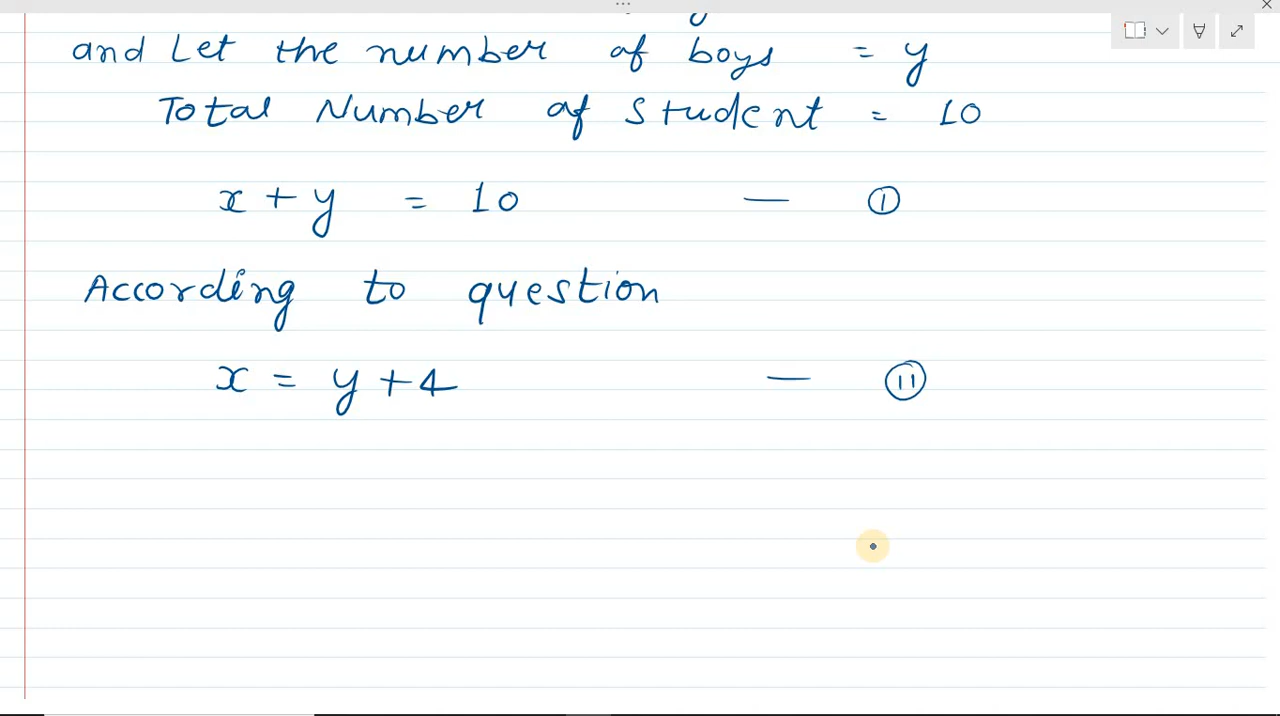 and Let the number of boys = y
Total Number of Student = 10
x + y = 10 — ①
According to question
x = y + 4 — ⑪